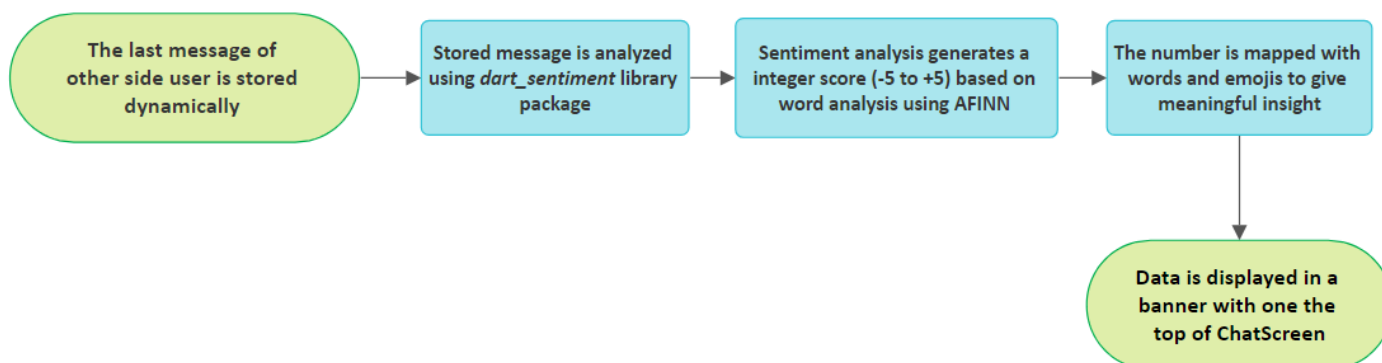 The last message of
other side user is stored
dynamically
Stored message is analyzed
using dart_sentiment library
package
Sentiment analysis generates a
integer score (-5 to +5) based on
word analysis using AFINN
The number is mapped with
words and emojis to give
meaningful insight
Data is displayed in a
banner with one the
top of ChatScreen